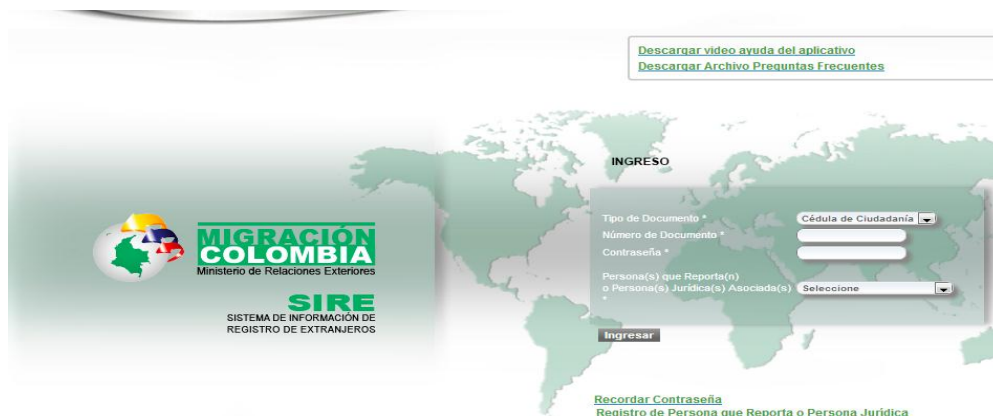 Descargar video ayuda del aplicativo
Descargar Archivo Preguntas Frecuentes
INGRESO
Tipo de Documento *
Cédula de Ciudadanía
Número de Documento *
Contraseña *
Persona(s) que Reporta(n)
o Persona(s) Jurídica(s) Asociada(s)
*
Seleccione
Ingresar
MIGRACIÓN
COLOMBIA
Ministerio de Relaciones Exteriores
SIRE
SISTEMA DE INFORMACIÓN DE
REGISTRO DE EXTRANJEROS
Recordar Contraseña
Registro de Persona que Reporta o Persona Jurídica